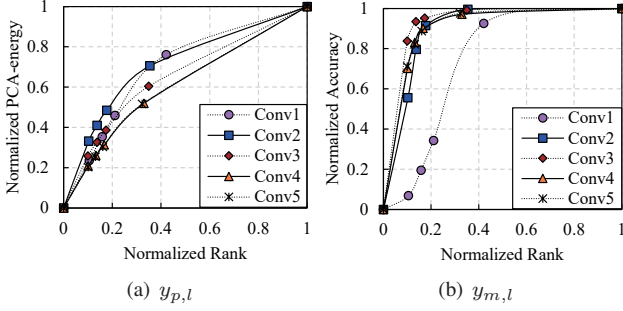 1
0.8
0.6
0.4
0.2
0
Normalized PCA-energy
0 0.2 0.4 0.6 0.8 1
Normalized Rank
Conv1
Conv2
Conv3
Conv4
Conv5
(a) y_{p,l}
1
0.8
0.6
0.4
0.2
0
Normalized Accuracy
0 0.2 0.4 0.6 0.8 1
Normalized Rank
Conv1
Conv2
Conv3
Conv4
Conv5
(b) y_{m,l}